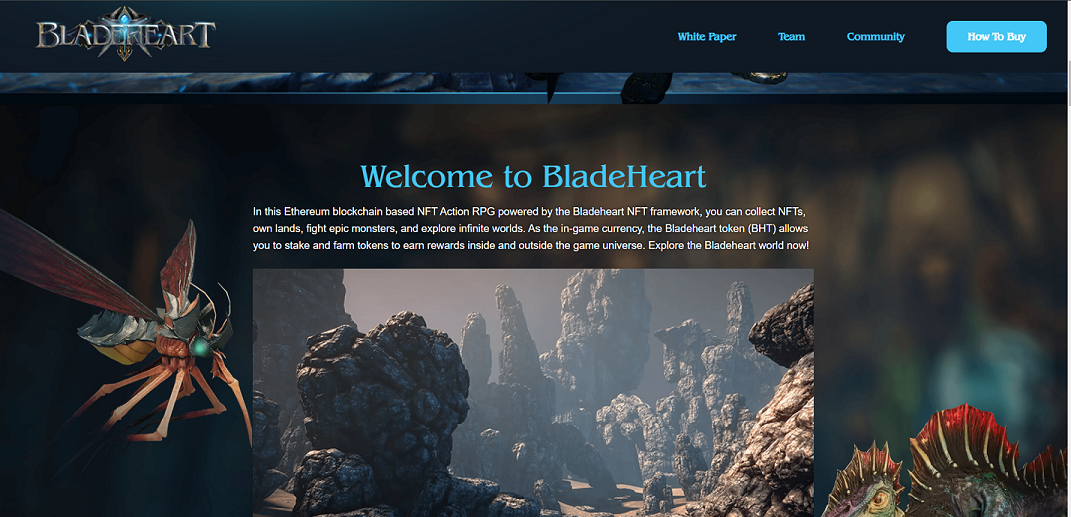 BLADEHEART
White Paper
Team
Community
How To Buy
Welcome to BladeHeart
In this Ethereum blockchain based NFT Action RPG powered by the Bladeheart NFT framework, you can collect NFTs,
own lands, fight epic monsters, and explore infinite worlds. As the in-game currency, the Bladeheart token (BHT) allows
you to stake and farm tokens to earn rewards inside and outside the game universe. Explore the Bladeheart world now!